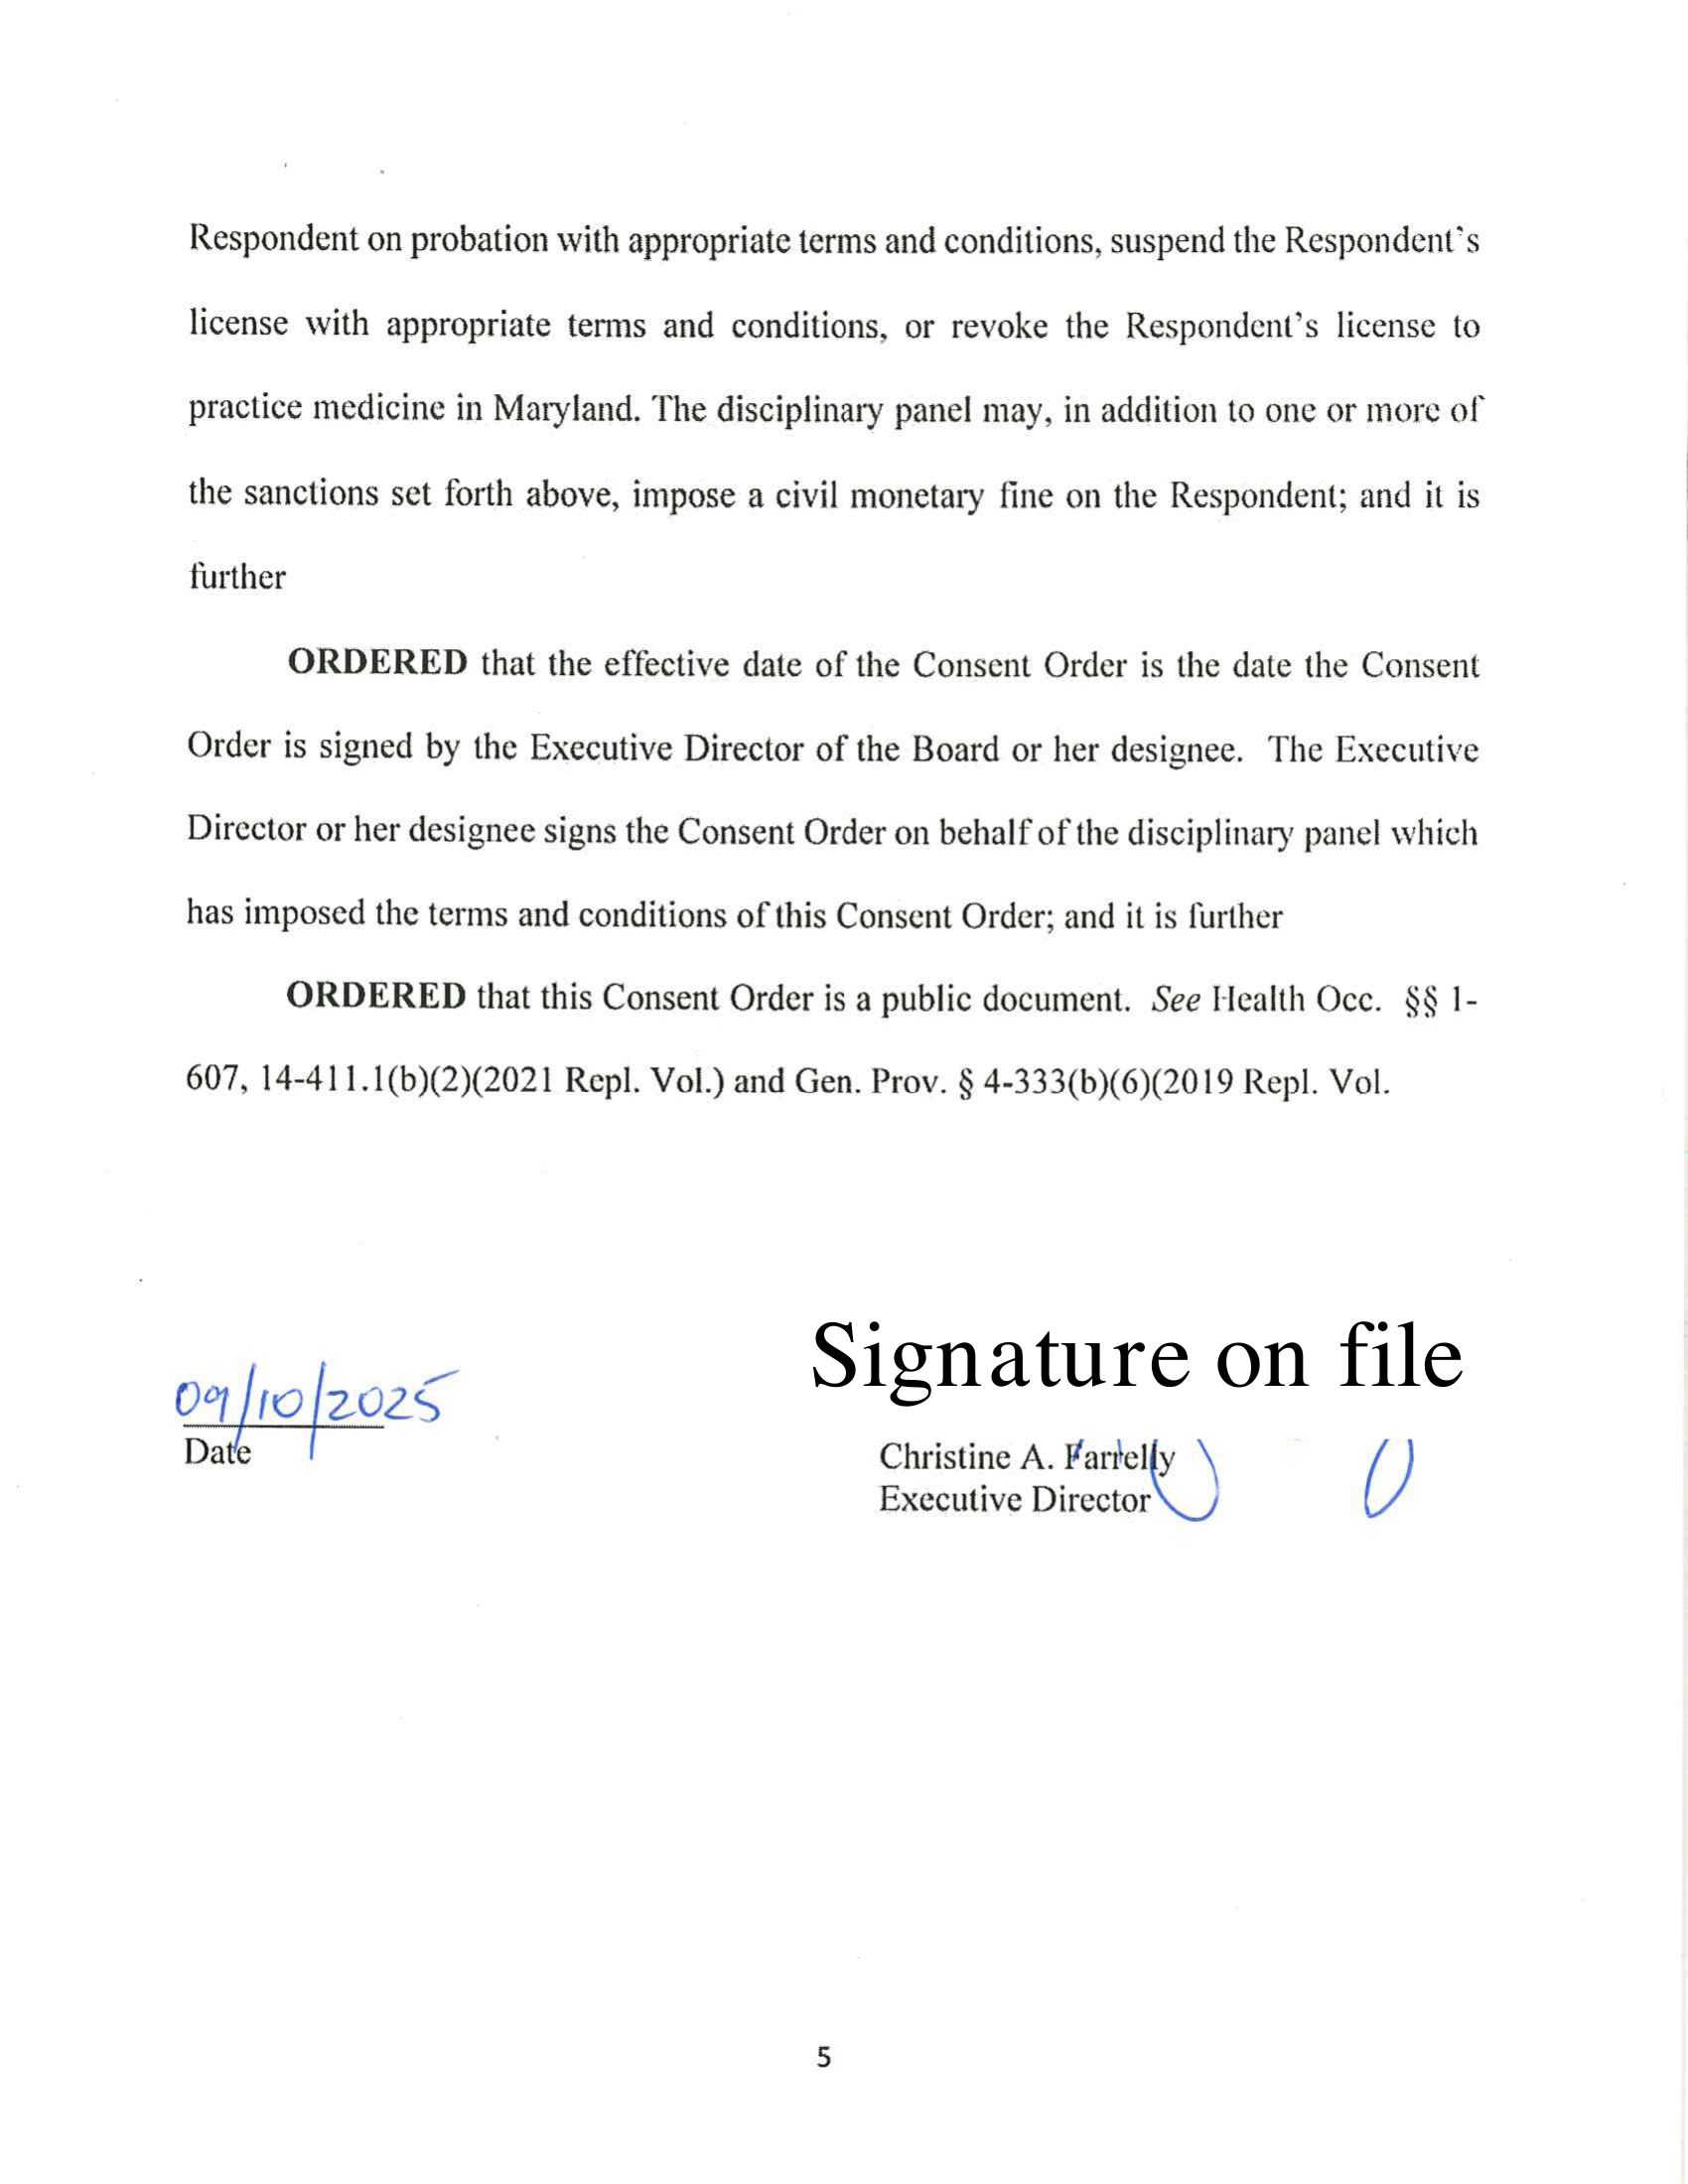 Respondent on probation with appropriate terms and conditions, suspend the Respondent's
license with appropriate terms and conditions, or revoke the Respondent's license to
practice medicine in Maryland. The disciplinary panel may, in addition to one or more of
the sanctions set forth above, impose a civil monetary fine on the Respondent; and it is
further
ORDERED that the effective date of the Consent Order is the date the Consent
Order is signed by the Executive Director of the Board or her designee. The Executive
Director or her designee signs the Consent Order on behalf of the disciplinary panel which
has imposed the terms and conditions of this Consent Order; and it is further
ORDERED that this Consent Order is a public document. See Health Occ. §§ 1-
607, 14-411.1(b)(2)(2021 Repl. Vol.) and Gen. Prov. § 4-333(b)(6)(2019 Repl. Vol.
Signature on file
09/10/2025
Date
Christine A. Farrelly
Executive Director
5